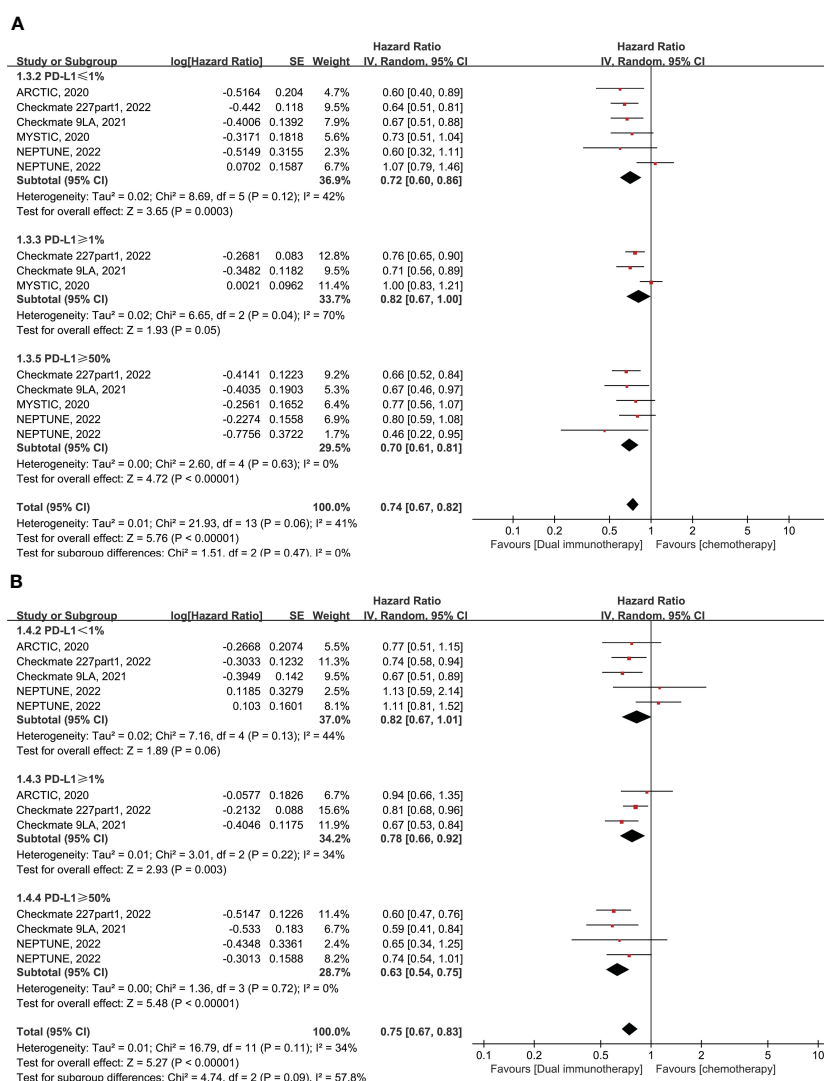 A
Hazard Ratio Hazard Ratio
Study or Subgroup log[Hazard Ratio] SE Weight IV, Random, 95% CI IV, Random, 95% CI
1.3.2 PD-L1⩽1%
ARCTIC, 2020 -0.5164 0.204 4.7% 0.60 [0.40, 0.89]
Checkmate 227part1, 2022 -0.442 0.118 9.5% 0.64 [0.51, 0.81]
Checkmate 9LA, 2021 -0.4006 0.1392 7.9% 0.67 [0.51, 0.88]
MYSTIC, 2020 -0.3171 0.1818 5.6% 0.73 [0.51, 1.04]
NEPTUNE, 2022 -0.5149 0.3155 2.3% 0.60 [0.32, 1.11]
NEPTUNE, 2022 0.0702 0.1587 6.7% 1.07 [0.79, 1.46]
Subtotal (95% CI) 36.9% 0.72 [0.60, 0.86]
Heterogeneity: Tau² = 0.02; Chi² = 8.69, df = 5 (P = 0.12); I² = 42%
Test for overall effect: Z = 3.65 (P = 0.0003)
1.3.3 PD-L1⩾1%
Checkmate 227part1, 2022 -0.2681 0.083 12.8% 0.76 [0.65, 0.90]
Checkmate 9LA, 2021 -0.3482 0.1182 9.5% 0.71 [0.56, 0.89]
MYSTIC, 2020 0.0021 0.0962 11.4% 1.00 [0.83, 1.21]
Subtotal (95% CI) 33.7% 0.82 [0.67, 1.00]
Heterogeneity: Tau² = 0.02; Chi² = 6.65, df = 2 (P = 0.04); I² = 70%
Test for overall effect: Z = 1.93 (P = 0.05)
1.3.5 PD-L1⩾50%
Checkmate 227part1, 2022 -0.4141 0.1223 9.2% 0.66 [0.52, 0.84]
Checkmate 9LA, 2021 -0.4035 0.1903 5.3% 0.67 [0.46, 0.97]
MYSTIC, 2020 -0.2561 0.1652 6.4% 0.77 [0.56, 1.07]
NEPTUNE, 2022 -0.2274 0.1558 6.9% 0.80 [0.59, 1.08]
NEPTUNE, 2022 -0.7756 0.3722 1.7% 0.46 [0.22, 0.95]
Subtotal (95% CI) 29.5% 0.70 [0.61, 0.81]
Heterogeneity: Tau² = 0.00; Chi² = 2.60, df = 4 (P = 0.63); I² = 0%
Test for overall effect: Z = 4.72 (P < 0.00001)
Total (95% CI) 100.0% 0.74 [0.67, 0.82]
Heterogeneity: Tau² = 0.01; Chi² = 21.93, df = 13 (P = 0.06); I² = 41%
Test for overall effect: Z = 5.76 (P < 0.00001)
Test for subgroup differences: Chi² = 1.51, df = 2 (P = 0.47), I² = 0%
0.1 0.2 0.5 1 2 5 10
Favours [Dual immunotherapy] Favours [chemotherapy]
B
Hazard Ratio Hazard Ratio
Study or Subgroup log[Hazard Ratio] SE Weight IV, Random, 95% CI IV, Random, 95% CI
1.4.2 PD-L1<1%
ARCTIC, 2020 -0.2668 0.2074 5.5% 0.77 [0.51, 1.15]
Checkmate 227part1, 2022 -0.3033 0.1232 11.3% 0.74 [0.58, 0.94]
Checkmate 9LA, 2021 -0.3949 0.142 9.5% 0.67 [0.51, 0.89]
NEPTUNE, 2022 0.1185 0.3279 2.5% 1.13 [0.59, 2.14]
NEPTUNE, 2022 0.103 0.1601 8.1% 1.11 [0.81, 1.52]
Subtotal (95% CI) 37.0% 0.82 [0.67, 1.01]
Heterogeneity: Tau² = 0.02; Chi² = 7.16, df = 4 (P = 0.13); I² = 44%
Test for overall effect: Z = 1.89 (P = 0.06)
1.4.3 PD-L1⩾1%
ARCTIC, 2020 -0.0577 0.1826 6.7% 0.94 [0.66, 1.35]
Checkmate 227part1, 2022 -0.2132 0.088 15.6% 0.81 [0.68, 0.96]
Checkmate 9LA, 2021 -0.4046 0.1175 11.9% 0.67 [0.53, 0.84]
Subtotal (95% CI) 34.2% 0.78 [0.66, 0.92]
Heterogeneity: Tau² = 0.01; Chi² = 3.01, df = 2 (P = 0.22); I² = 34%
Test for overall effect: Z = 2.93 (P = 0.003)
1.4.4 PD-L1⩾50%
Checkmate 227part1, 2022 -0.5147 0.1226 11.4% 0.60 [0.47, 0.76]
Checkmate 9LA, 2021 -0.533 0.183 6.7% 0.59 [0.41, 0.84]
NEPTUNE, 2022 -0.4348 0.3361 2.4% 0.65 [0.34, 1.25]
NEPTUNE, 2022 -0.3013 0.1588 8.2% 0.74 [0.54, 1.01]
Subtotal (95% CI) 28.7% 0.63 [0.54, 0.75]
Heterogeneity: Tau² = 0.00; Chi² = 1.36, df = 3 (P = 0.72); I² = 0%
Test for overall effect: Z = 5.48 (P < 0.00001)
Total (95% CI) 100.0% 0.75 [0.67, 0.83]
Heterogeneity: Tau² = 0.01; Chi² = 16.79, df = 11 (P = 0.11); I² = 34%
Test for overall effect: Z = 5.27 (P < 0.00001)
Test for subgroup differences: Chi² = 4.74, df = 2 (P = 0.09), I² = 57.8%
0.1 0.2 0.5 1 2 5 10
Favours [Dual immunotherapy] Favours [chemotherapy]